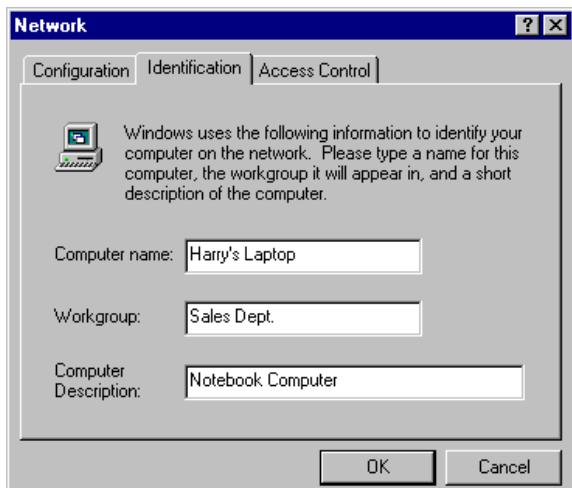 Network
Configuration Identification Access Control
Windows uses the following information to identify your
computer on the network. Please type a name for this
computer, the workgroup it will appear in, and a short
description of the computer.
Computer name: Harry's Laptop
Workgroup: Sales Dept.
Computer
Description: Notebook Computer
OK Cancel